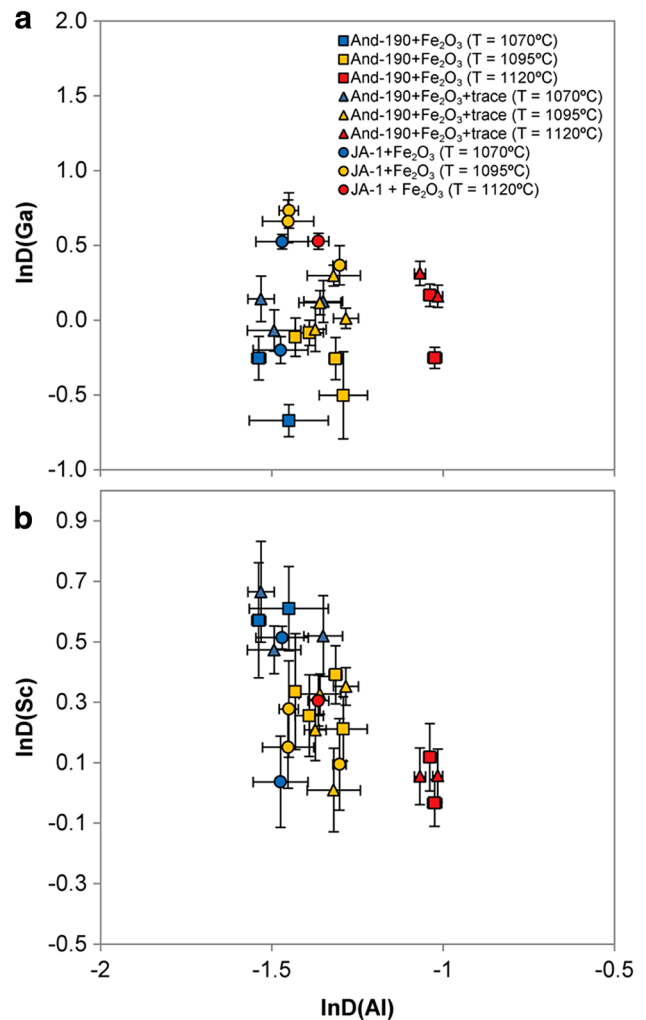 a
2.0
1.5
1.0
0.5
0.0
-0.5
-1.0
lnD(Ga)
And-190+Fe₂O₃ (T = 1070ºC)
And-190+Fe₂O₃ (T = 1095ºC)
And-190+Fe₂O₃ (T = 1120ºC)
And-190+Fe₂O₃+trace (T = 1070ºC)
And-190+Fe₂O₃+trace (T = 1095ºC)
And-190+Fe₂O₃+trace (T = 1120ºC)
JA-1+Fe₂O₃ (T = 1070ºC)
JA-1+Fe₂O₃ (T = 1095ºC)
JA-1 + Fe₂O₃ (T = 1120ºC)
b
0.9
0.7
0.5
0.3
0.1
-0.1
-0.3
-0.5
lnD(Sc)
-2 -1.5 -1 -0.5
lnD(Al)